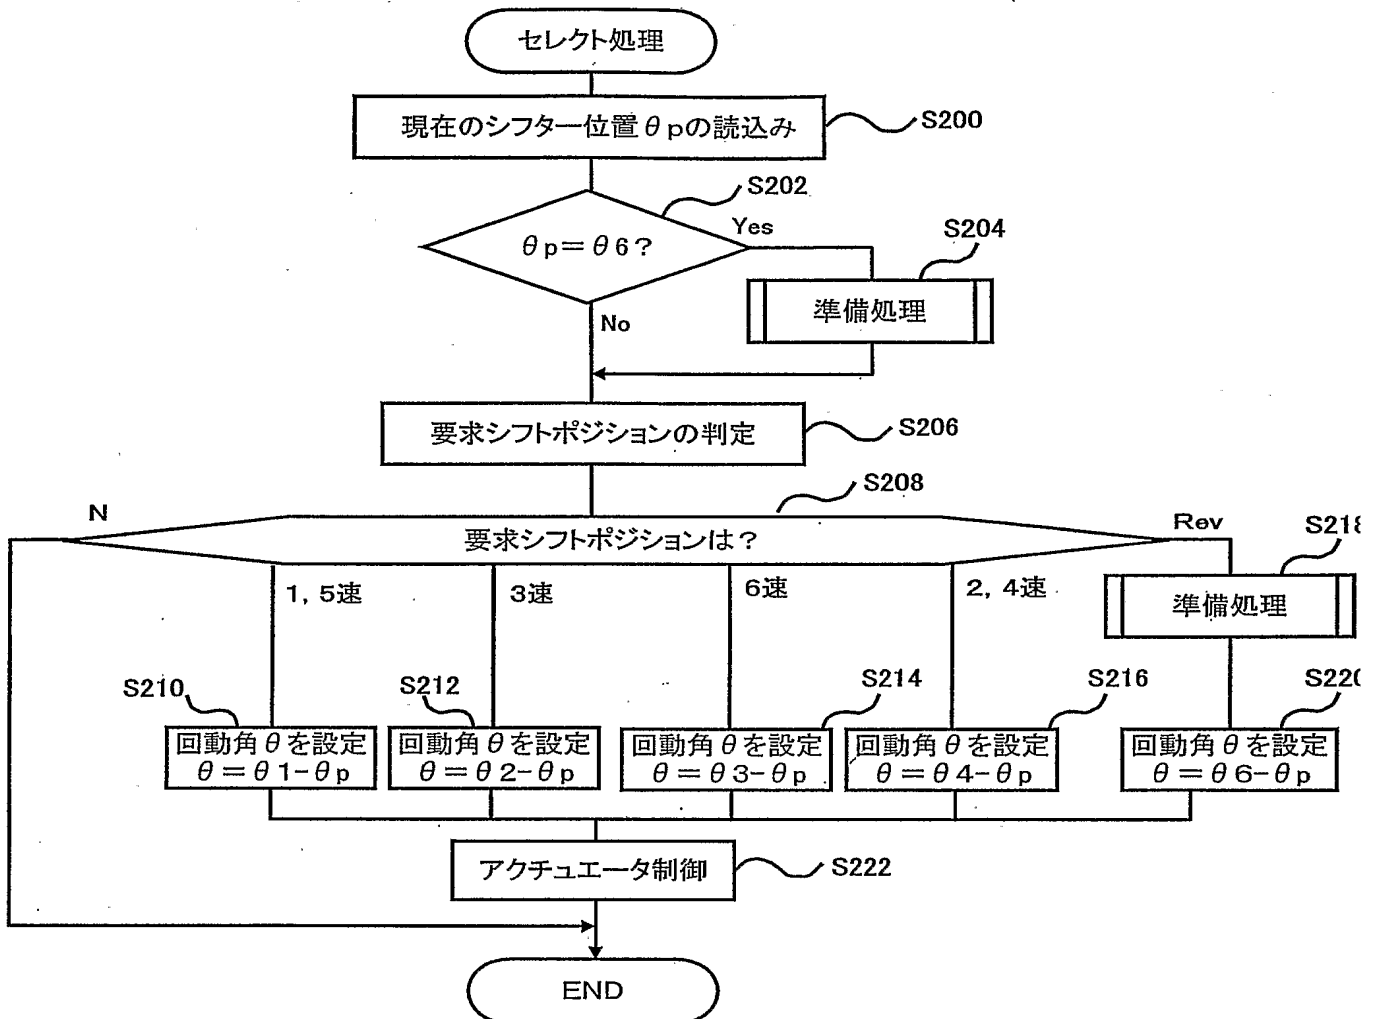 セレクト処理
現在のシフター位置θpの読込み
S200
S202
θp=θ6?
Yes
S204
準備処理
No
要求シフトポジションの判定
S206
S208
N
要求シフトポジションは?
Rev
S218
1, 5速
3速
6速
2, 4速
準備処理
S210
S212
S214
S216
S220
回動角θを設定
θ=θ1-θp
回動角θを設定
θ=θ2-θp
回動角θを設定
θ=θ3-θp
回動角θを設定
θ=θ4-θp
回動角θを設定
θ=θ6-θp
アクチュエータ制御
S222
END